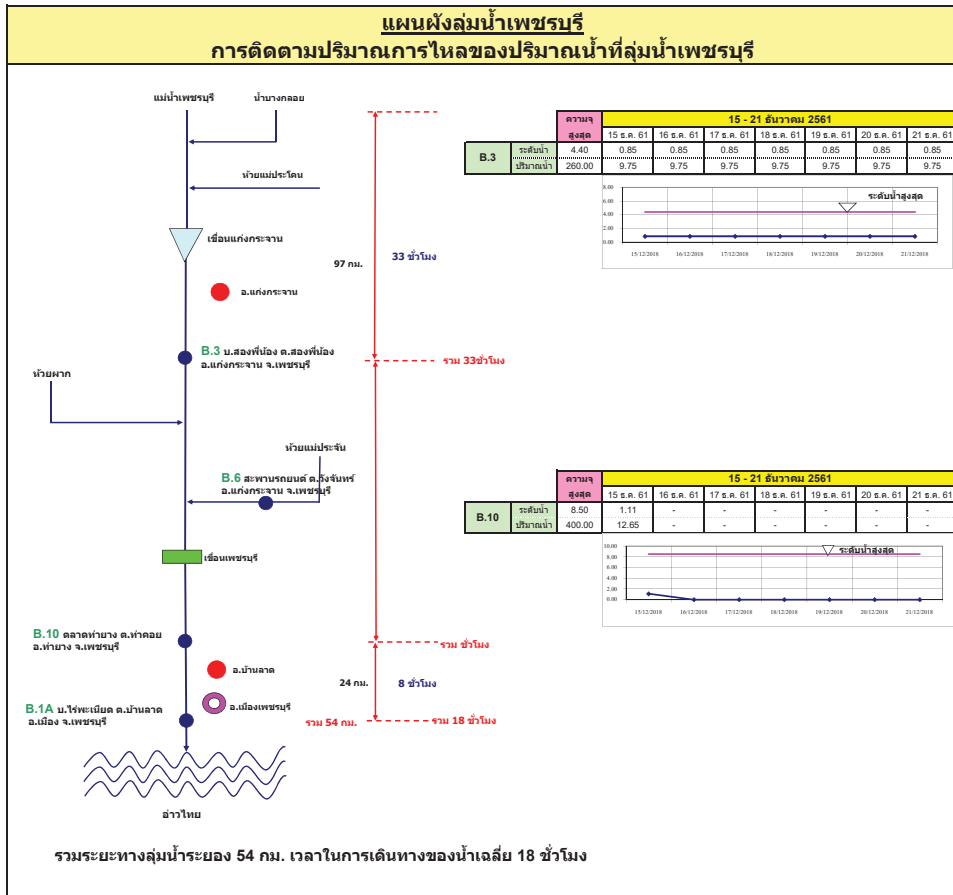 แผนผังลุ่มน้ำเพชรบุรี
การติดตามปริมาณการไหลของปริมาณน้ำที่ลุ่มน้ำเพชรบุรี
แม่น้ำเพชรบุรี
น้ำบางกลอย
ห้วยแม่ประโดน
เขื่อนแก่งกระจาน
อ.แก่งกระจาน
97 กม.
33 ชั่วโมง
B.3 บ.สองพี่น้อง ต.สองพี่น้อง
อ.แก่งกระจาน จ.เพชรบุรี
รวม 33ชั่วโมง
ห้วยผาก
ห้วยแม่ประจัน
B.6 สะพานรถยนต์ ต.วังจันทร์
อ.แก่งกระจาน จ.เพชรบุรี
เขื่อนเพชรบุรี
B.10 ตลาดท่ายาง ต.ท่าคอย
อ.ท่ายาง จ.เพชรบุรี
รวม ชั่วโมง
อ.บ้านลาด
24 กม.
8 ชั่วโมง
อ.เมืองเพชรบุรี
B.1A บ.ไร่พะเนียด ต.บ้านลาด
อ.เมือง จ.เพชรบุรี
รวม 54 กม.
รวม 18 ชั่วโมง
อ่าวไทย
รวมระยะทางลุ่มน้ำระยอง 54 กม. เวลาในการเดินทางของน้ำเฉลี่ย 18 ชั่วโมง
ความจุ 15 - 21 ธันวาคม 2561
สูงสุด 15 ธ.ค. 61 16 ธ.ค. 61 17 ธ.ค. 61 18 ธ.ค. 61 19 ธ.ค. 61 20 ธ.ค. 61 21 ธ.ค. 61
B.3
ระดับน้ำ 4.40 0.85 0.85 0.85 0.85 0.85 0.85 0.85
ปริมาณน้ำ 260.00 9.75 9.75 9.75 9.75 9.75 9.75 9.75
ระดับน้ำสูงสุด
8.00
6.00
4.00
2.00
0.00
15/12/2018 16/12/2018 17/12/2018 18/12/2018 19/12/2018 20/12/2018 21/12/2018
ความจุ 15 - 21 ธันวาคม 2561
สูงสุด 15 ธ.ค. 61 16 ธ.ค. 61 17 ธ.ค. 61 18 ธ.ค. 61 19 ธ.ค. 61 20 ธ.ค. 61 21 ธ.ค. 61
B.10
ระดับน้ำ 8.50 1.11 - - - - - -
ปริมาณน้ำ 400.00 12.65 - - - - - -
ระดับน้ำสูงสุด
10.00
8.00
6.00
4.00
2.00
0.00
15/12/2018 16/12/2018 17/12/2018 18/12/2018 19/12/2018 20/12/2018 21/12/2018